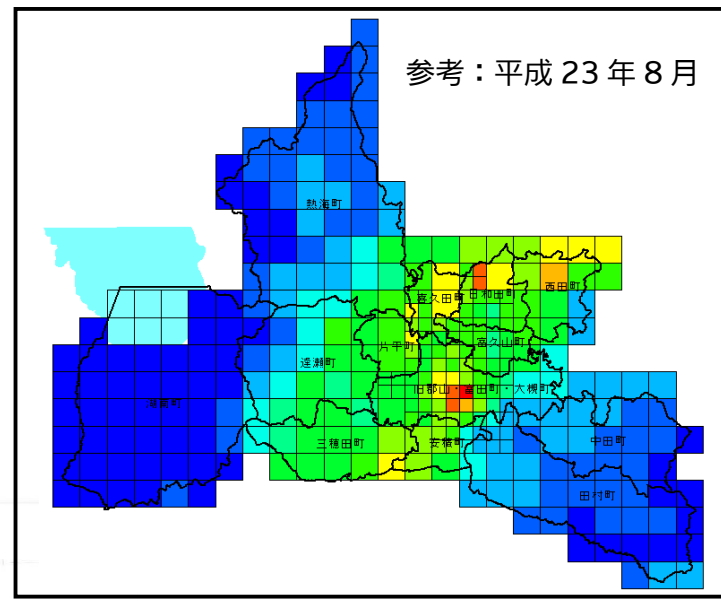 参考：平成 23 年 8 月
熱海町
喜久田町
日和田町
西田町
片平町
富久山町
逢瀬町
旧郡山・富田町・大槻町
湖南町
三穂田町
安積町
中田町
田村町